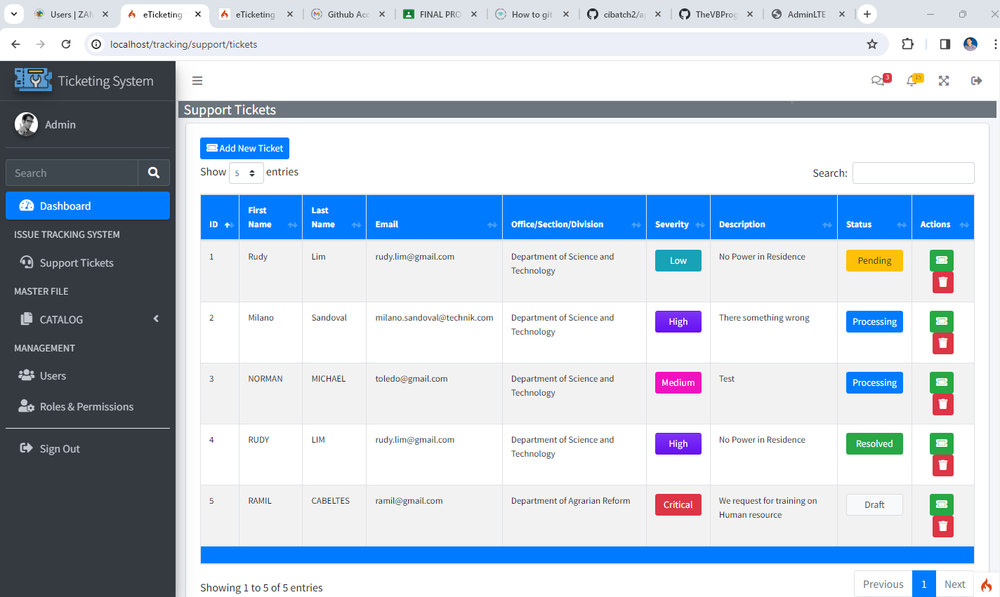 Users | ZAM
eTicketing
eTicketing
Github Acc
FINAL PRO
How to git
cibatch2/a
TheVBProg
AdminLTE
localhost/tracking/support/tickets
Ticketing System
3
15
Support Tickets
Admin
Add New Ticket
Search
Show 5 entries
Search:
Dashboard
ISSUE TRACKING SYSTEM
Support Tickets
MASTER FILE
CATALOG
MANAGEMENT
Users
Roles & Permissions
Sign Out
First Last
ID Name Name Email Office/Section/Division Severity Description Status Actions
1 Rudy Lim rudy.lim@gmail.com Department of Science and Low No Power in Residence Pending
Technology
2 Milano Sandoval milano.sandoval@technik.com Department of Science and High There something wrong Processing
Technology
3 NORMAN MICHAEL toledo@gmail.com Department of Science and Medium Test Processing
Technology
4 RUDY LIM rudy.lim@gmail.com Department of Science and High No Power in Residence Resolved
Technology
5 RAMIL CABELTES ramil@gmail.com Department of Agrarian Reform Critical We request for training on Draft
Human resource
Showing 1 to 5 of 5 entries
Previous 1 Next